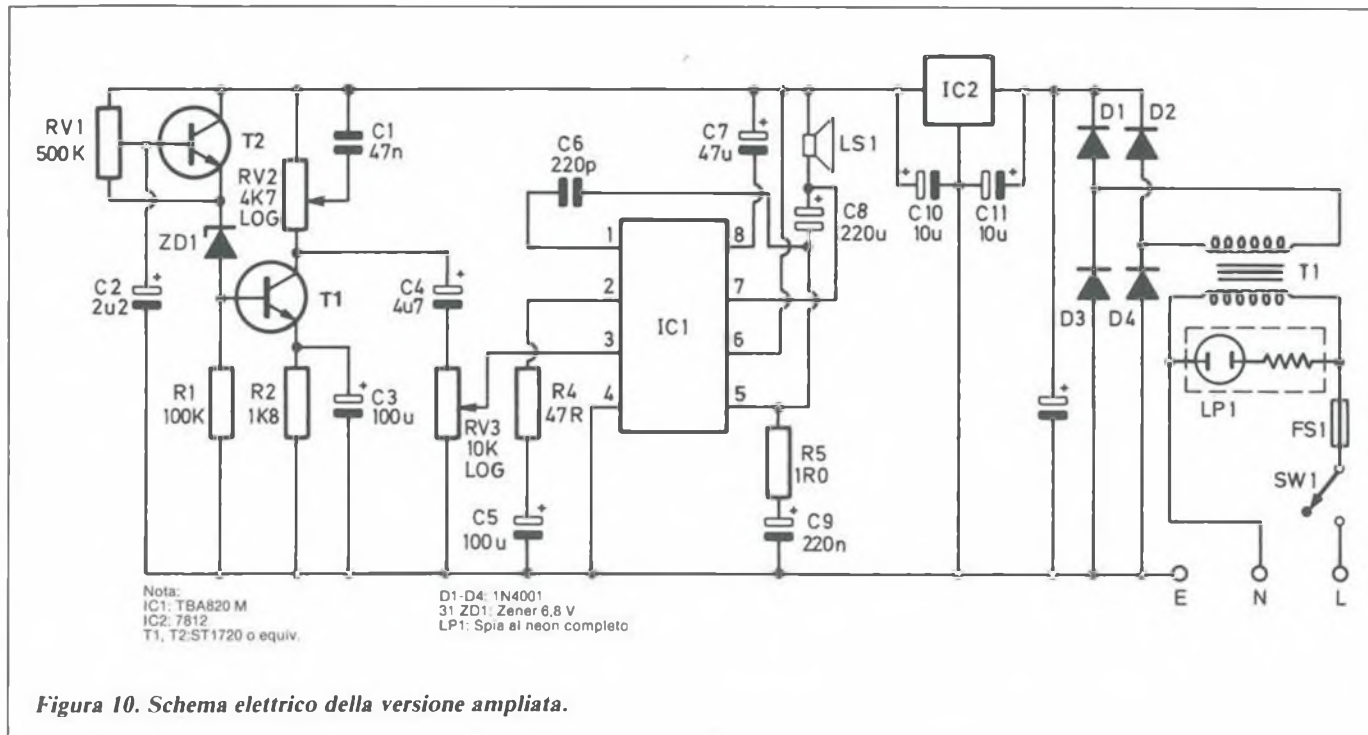 RV1
500K
T2
ZD1
C2
2u2
R1
100K
RV2
4K7
LOG
C1
47n
T1
R2
1K8
C3
100u
C4
4u7
RV3
10K
LOG
C6
220p
R4
47R
C5
100u
IC1
1
2
3
4
8
7
6
5
C7
47u
LS1
C8
220u
R5
1R0
C9
220n
IC2
C10
10u
C11
10u
D1
D2
D3
D4
T1
LP1
FS1
SW1
E
N
L
Nota:
IC1: TBA820 M
IC2: 7812
T1, T2:ST1720 o equiv.
D1-D4: 1N4001
31 ZD1: Zener 6,8 V
LP1: Spia al neon completo
Figura 10. Schema elettrico della versione ampliata.